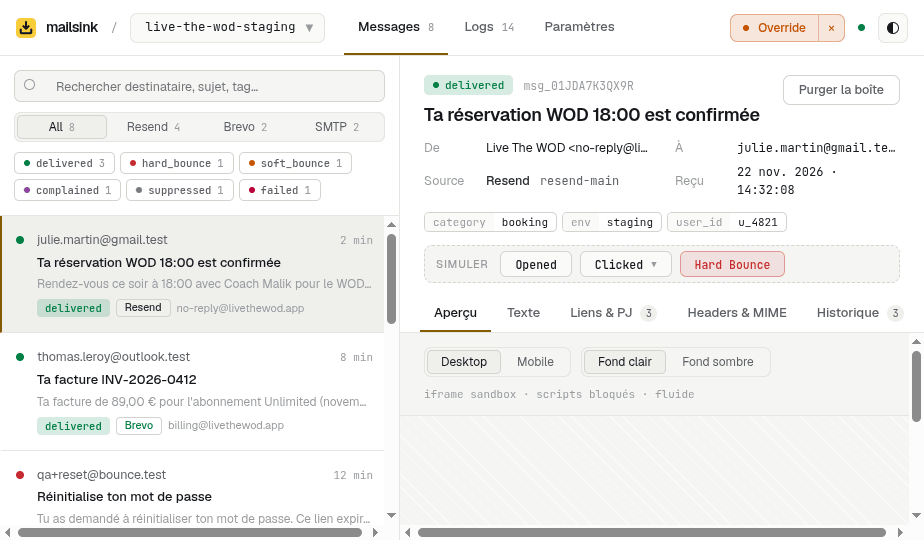 mailsink / live-the-wod-staging ▼ Messages 8 Logs 14 Paramètres Override ×
Rechercher destinataire, sujet, tag…
All 8 Resend 4 Brevo 2 SMTP 2
delivered 3 hard_bounce 1 soft_bounce 1
complained 1 suppressed 1 failed 1
julie.martin@gmail.test 2 min
Ta réservation WOD 18:00 est confirmée
Rendez-vous ce soir à 18:00 avec Coach Malik pour le WOD…
delivered Resend no-reply@livethewod.app
thomas.leroy@outlook.test 8 min
Ta facture INV-2026-0412
Ta facture de 89,00 € pour l'abonnement Unlimited (novem…
delivered Brevo billing@livethewod.app
qa+reset@bounce.test 12 min
Réinitialise ton mot de passe
Tu as demandé à réinitialiser ton mot de passe. Ce lien expir…
delivered msg_01JDA7K3QX9R Purger la boîte
Ta réservation WOD 18:00 est confirmée
De Live The WOD <no-reply@li… À julie.martin@gmail.te…
Source Resend resend-main Reçu 22 nov. 2026 ·
14:32:08
category booking env staging user_id u_4821
SIMULER Opened Clicked ▼ Hard Bounce
Aperçu Texte Liens & PJ 3 Headers & MIME Historique 3
Desktop Mobile Fond clair Fond sombre
iframe sandbox · scripts bloqués · fluide